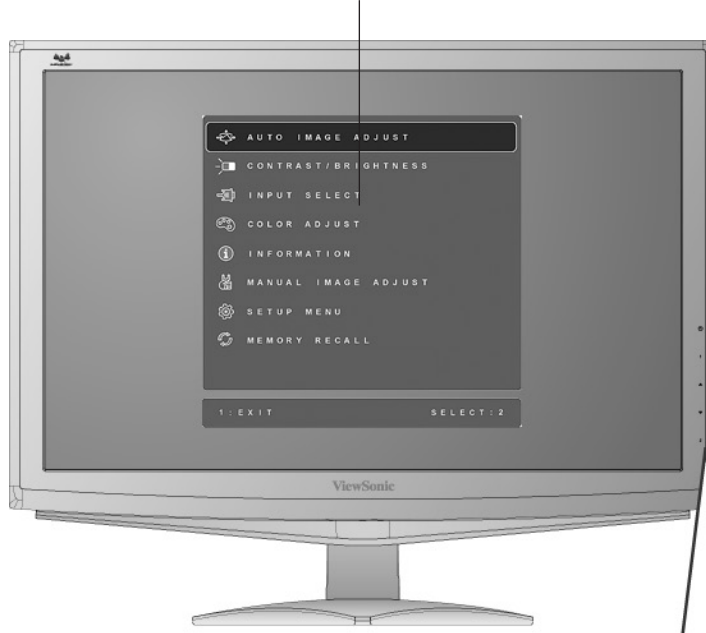 AUTO IMAGE ADJUST
CONTRAST/BRIGHTNESS
INPUT SELECT
COLOR ADJUST
INFORMATION
MANUAL IMAGE ADJUST
SETUP MENU
MEMORY RECALL
1:EXIT SELECT:2
ViewSonic